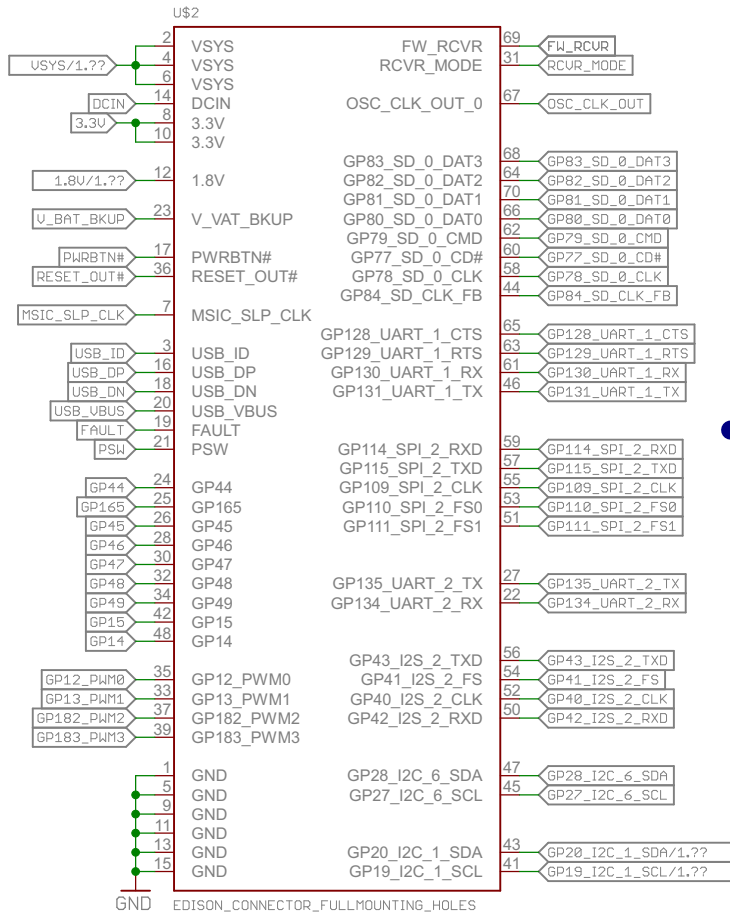 U$2
VSYS/1.?? 2 VSYS FW_RCVR 69 FW_RCVR
4 VSYS RCVR_MODE 31 RCVR_MODE
6 VSYS
DCIN 14 DCIN OSC_CLK_OUT_0 67 OSC_CLK_OUT
3.3V 8 3.3V
10 3.3V
GP83_SD_0_DAT3 68 GP83_SD_0_DAT3
1.8V/1.?? 12 1.8V GP82_SD_0_DAT2 64 GP82_SD_0_DAT2
GP81_SD_0_DAT1 70 GP81_SD_0_DAT1
V_BAT_BKUP 23 V_VAT_BKUP GP80_SD_0_DAT0 66 GP80_SD_0_DAT0
GP79_SD_0_CMD 62 GP79_SD_0_CMD
PWRBTN# 17 PWRBTN# GP77_SD_0_CD# 60 GP77_SD_0_CD#
RESET_OUT# 36 RESET_OUT# GP78_SD_0_CLK 58 GP78_SD_0_CLK
GP84_SD_CLK_FB 44 GP84_SD_CLK_FB
MSIC_SLP_CLK 7 MSIC_SLP_CLK
GP128_UART_1_CTS 65 GP128_UART_1_CTS
USB_ID 3 USB_ID GP129_UART_1_RTS 63 GP129_UART_1_RTS
USB_DP 16 USB_DP GP130_UART_1_RX 61 GP130_UART_1_RX
USB_DN 18 USB_DN GP131_UART_1_TX 46 GP131_UART_1_TX
USB_VBUS 20 USB_VBUS
FAULT 19 FAULT
PSW 21 PSW GP114_SPI_2_RXD 59 GP114_SPI_2_RXD
GP115_SPI_2_TXD 57 GP115_SPI_2_TXD
GP44 24 GP44 GP109_SPI_2_CLK 55 GP109_SPI_2_CLK
GP165 25 GP165 GP110_SPI_2_FS0 53 GP110_SPI_2_FS0
GP45 26 GP45 GP111_SPI_2_FS1 51 GP111_SPI_2_FS1
GP46 28 GP46
GP47 30 GP47
GP48 32 GP48 GP135_UART_2_TX 27 GP135_UART_2_TX
GP49 34 GP49 GP134_UART_2_RX 22 GP134_UART_2_RX
GP15 42 GP15
GP14 48 GP14
GP43_I2S_2_TXD 56 GP43_I2S_2_TXD
GP12_PWM0 35 GP12_PWM0 GP41_I2S_2_FS 54 GP41_I2S_2_FS
GP13_PWM1 33 GP13_PWM1 GP40_I2S_2_CLK 52 GP40_I2S_2_CLK
GP182_PWM2 37 GP182_PWM2 GP42_I2S_2_RXD 50 GP42_I2S_2_RXD
GP183_PWM3 39 GP183_PWM3
1 GND GP28_I2C_6_SDA 47 GP28_I2C_6_SDA
5 GND GP27_I2C_6_SCL 45 GP27_I2C_6_SCL
9 GND
11 GND
13 GND GP20_I2C_1_SDA 43 GP20_I2C_1_SDA/1.??
15 GND GP19_I2C_1_SCL 41 GP19_I2C_1_SCL/1.??
GND EDISON_CONNECTOR_FULLMOUNTING_HOLES